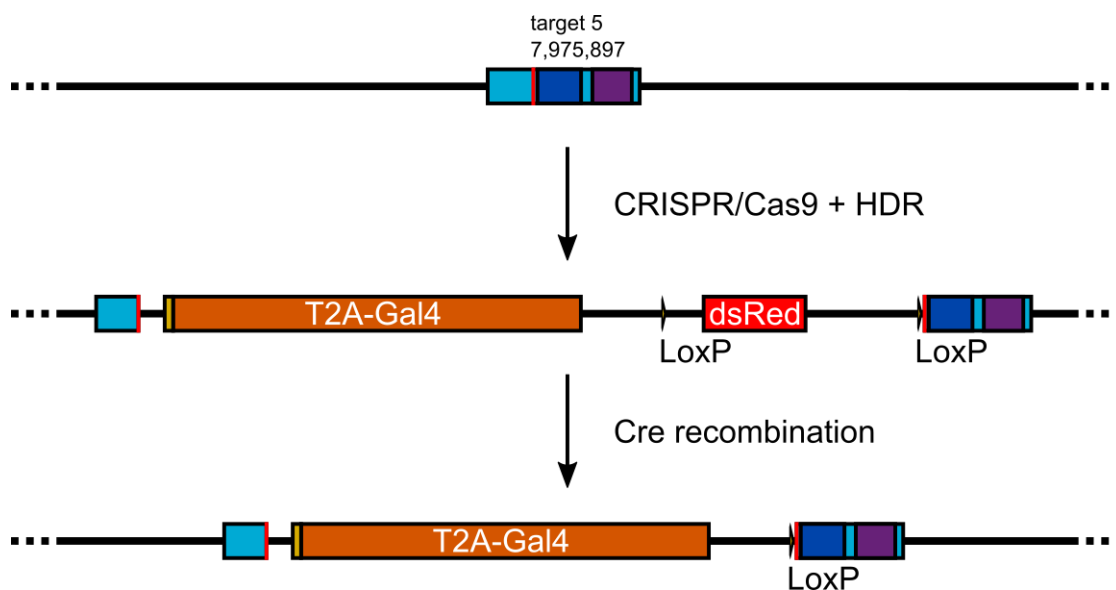 target 5
7,975,897
CRISPR/Cas9 + HDR
T2A-Gal4
dsRed
LoxP
LoxP
Cre recombination
T2A-Gal4
LoxP